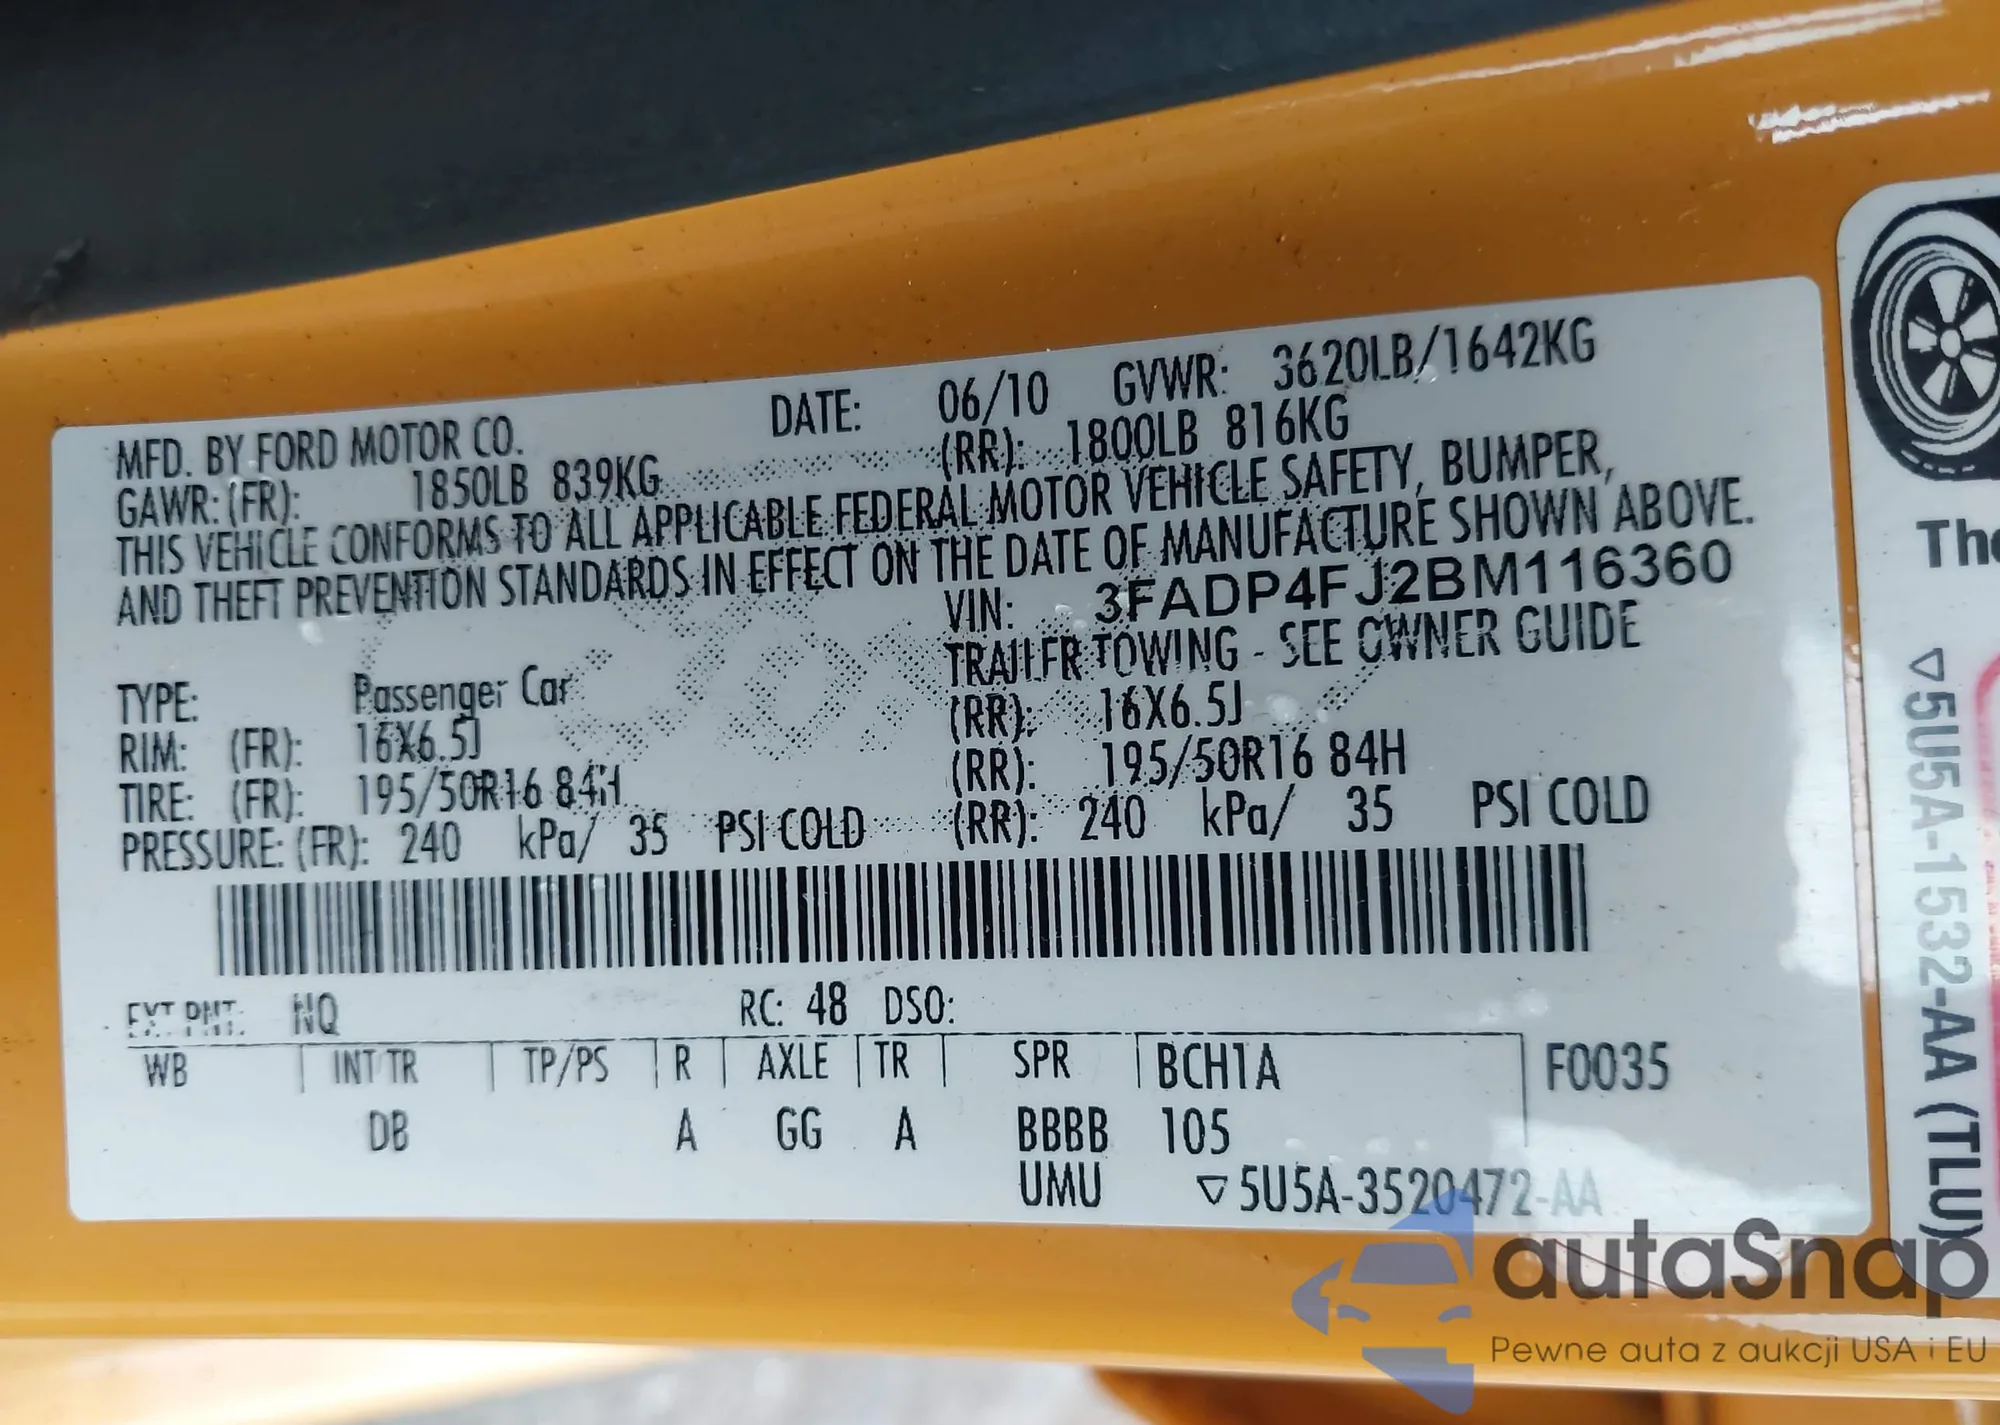 MFD. BY FORD MOTOR CO. DATE: 06/10 GVWR: 3620LB/1642KG
GAWR: (FR): 1850LB 839KG (RR): 1800LB 816KG
THIS VEHICLE CONFORMS TO ALL APPLICABLE FEDERAL MOTOR VEHICLE SAFETY, BUMPER,
AND THEFT PREVENTION STANDARDS IN EFFECT ON THE DATE OF MANUFACTURE SHOWN ABOVE.
VIN: 3FADP4FJ2BM116360
TRAILER TOWING - SEE OWNER GUIDE
TYPE: Passenger Car
RIM: (FR): 16X6.5J (RR): 16X6.5J
TIRE: (FR): 195/50R16 84H (RR): 195/50R16 84H
PRESSURE: (FR): 240 kPa/ 35 PSI COLD (RR): 240 kPa/ 35 PSI COLD
EXT PNT: NQ RC: 48 DSO:
WB INT TR TP/PS R AXLE TR SPR BCH1A F0035
DB A GG A BBBB 105
UMU ▽5U5A-3520472-AA
The
▽5U5A-1532-AA (TLU)
autaSnap
Pewne auta z aukcji USA i EU